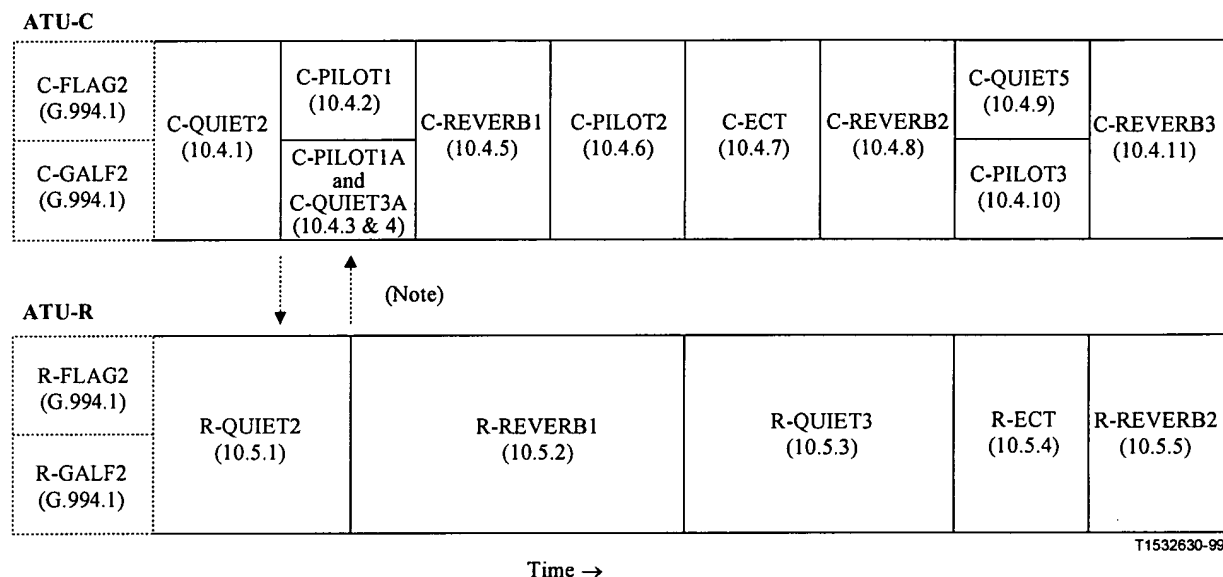 ATU-C
C-FLAG2
(G.994.1)
C-GALF2
(G.994.1)
C-QUIET2
(10.4.1)
C-PILOT1
(10.4.2)
C-PILOT1A
and
C-QUIET3A
(10.4.3 & 4)
C-REVERB1
(10.4.5)
C-PILOT2
(10.4.6)
C-ECT
(10.4.7)
C-REVERB2
(10.4.8)
C-QUIET5
(10.4.9)
C-PILOT3
(10.4.10)
C-REVERB3
(10.4.11)
(Note)
ATU-R
R-FLAG2
(G.994.1)
R-GALF2
(G.994.1)
R-QUIET2
(10.5.1)
R-REVERB1
(10.5.2)
R-QUIET3
(10.5.3)
R-ECT
(10.5.4)
R-REVERB2
(10.5.5)
T1532630-99
Time →